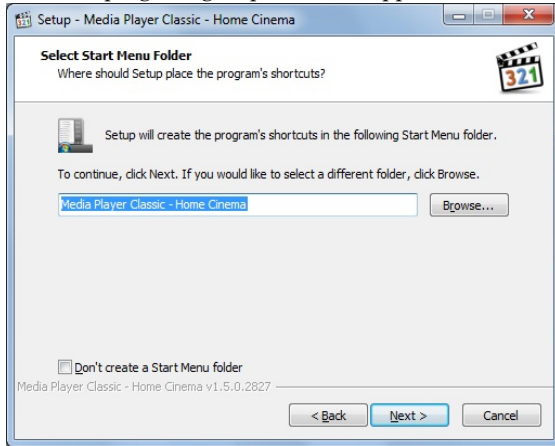 Setup - Media Player Classic - Home Cinema
Select Start Menu Folder
Where should Setup place the program's shortcuts?
321
Setup will create the program's shortcuts in the following Start Menu folder.
To continue, click Next. If you would like to select a different folder, click Browse.
Media Player Classic - Home Cinema
Browse...
Don't create a Start Menu folder
Media Player Classic - Home Cinema v1.5.0.2827
< Back
Next >
Cancel